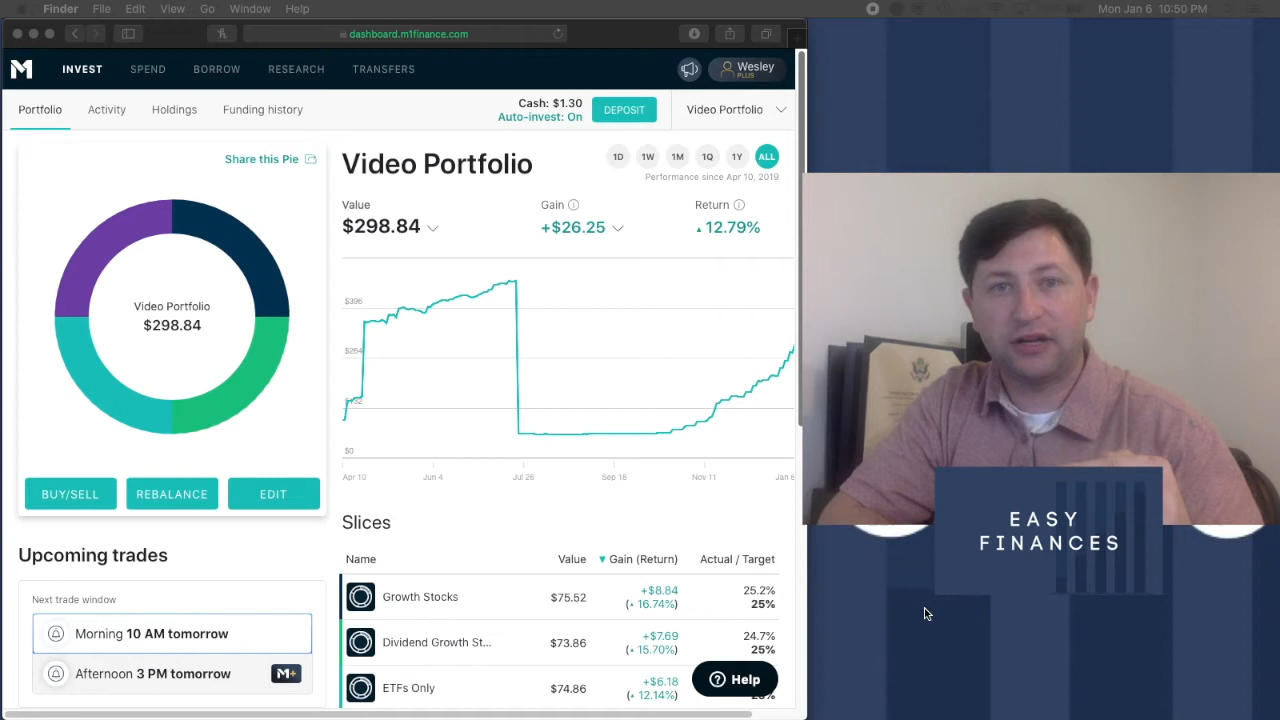 Finder File Edit View Go Window Help
Mon Jan 6 10:50 PM
dashboard.m1finance.com
INVEST SPEND BORROW RESEARCH TRANSFERS
Wesley
PLUS
Portfolio Activity Holdings Funding history
Cash: $1.30
Auto-invest: On
DEPOSIT
Video Portfolio
Share this Pie
Video Portfolio
$298.84
BUY/SELL REBALANCE EDIT
Video Portfolio
1D 1W 1M 1Q 1Y ALL
Performance since Apr 10, 2019
Value Gain Return
$298.84 +$26.25 12.79%
$396
$264
$132
$0
Apr 10 Jun 4 Jul 26 Sep 18 Nov 11 Jan 6
Upcoming trades
Next trade window
Morning 10 AM tomorrow
Afternoon 3 PM tomorrow M+
Slices
Name Value Gain (Return) Actual / Target
Growth Stocks $75.52 +$8.84 25.2%
(16.74%) 25%
Dividend Growth St... $73.86 +$7.69 24.7%
(15.70%) 25%
ETFs Only $74.86 +$6.18
(12.14%)
Help
EASY
FINANCES